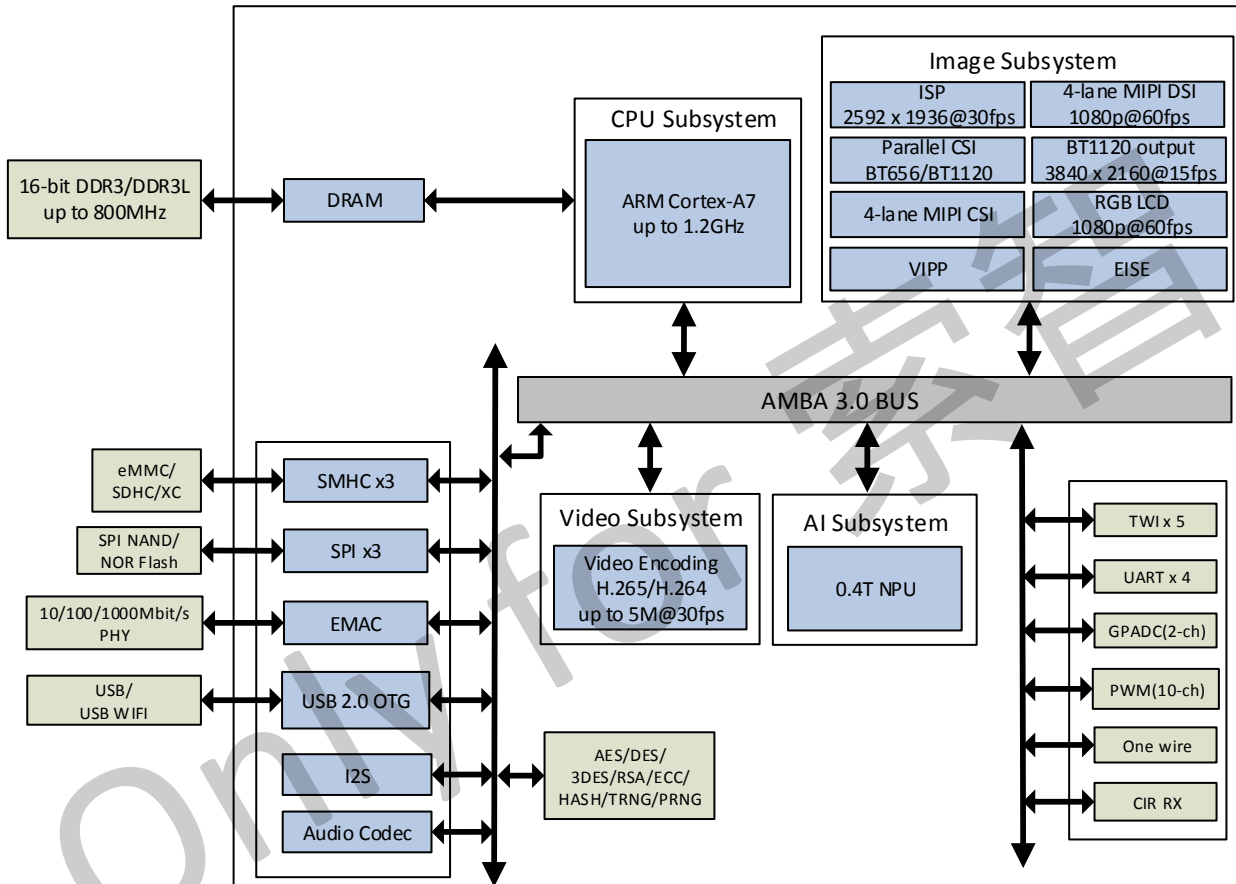 Image Subsystem
ISP
2592 x 1936@30fps
4-lane MIPI DSI
1080p@60fps
Parallel CSI
BT656/BT1120
BT1120 output
3840 x 2160@15fps
4-lane MIPI CSI
RGB LCD
1080p@60fps
VIPP
EISE
CPU Subsystem
ARM Cortex-A7
up to 1.2GHz
16-bit DDR3/DDR3L
up to 800MHz
DRAM
AMBA 3.0 BUS
eMMC/
SDHC/XC
SMHC x3
SPI NAND/
NOR Flash
SPI x3
10/100/1000Mbit/s
PHY
EMAC
USB/
USB WIFI
USB 2.0 OTG
I2S
Audio Codec
AES/DES/
3DES/RSA/ECC/
HASH/TRNG/PRNG
Video Subsystem
Video Encoding
H.265/H.264
up to 5M@30fps
AI Subsystem
0.4T NPU
TWI x 5
UART x 4
GPADC(2-ch)
PWM(10-ch)
One wire
CIR RX
Only for 索智